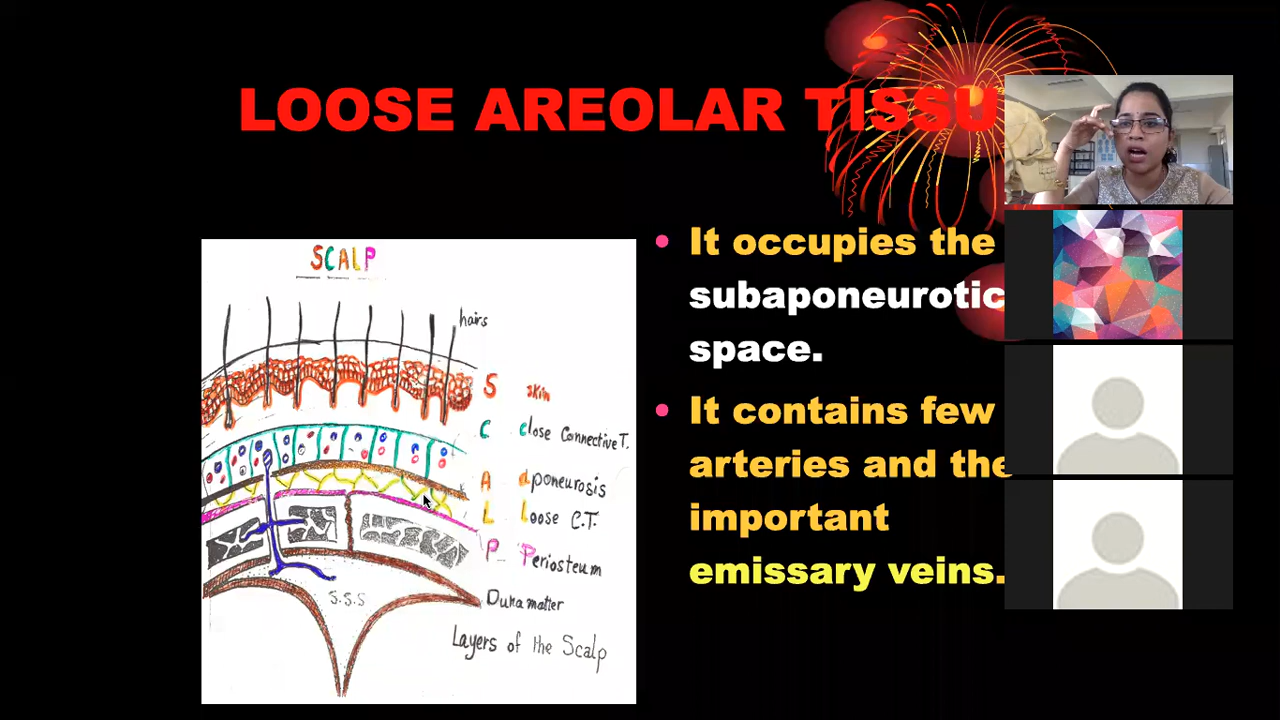 LOOSE AREOLAR TISSU
SCALP
hairs
S skin
C close Connective T.
A Aponeurosis
L Loose C.T.
P Periosteum
S.S.S
Dura matter
Layers of the Scalp
• It occupies the
subaponeurotic
space.
• It contains few
arteries and the
important
emissary veins.